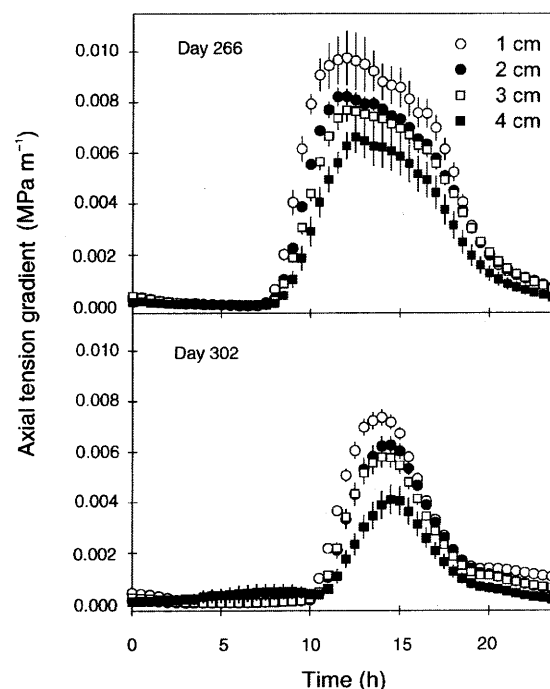 Axial tension gradient (MPa m⁻¹)
Day 266
1 cm
2 cm
3 cm
4 cm
0.010
0.008
0.006
0.004
0.002
0.000
Day 302
0.010
0.008
0.006
0.004
0.002
0.000
0 5 10 15 20
Time (h)